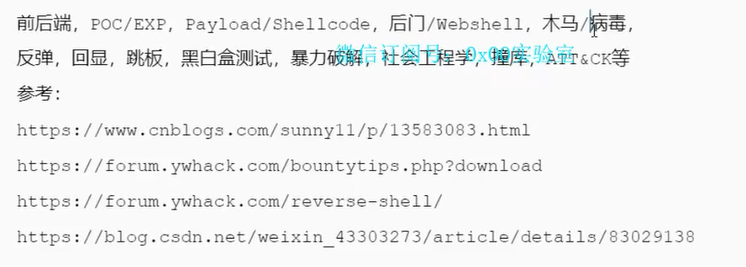 前后端，POC/EXP，Payload/Shellcode，后门/Webshell，木马/病毒，
反弹，回显，跳板，黑白盒测试，暴力破解，社会工程学，撞库，ATT&CK等
微信订阅号：0x00实验室
参考：
https://www.cnblogs.com/sunny11/p/13583083.html
https://forum.ywhack.com/bountytips.php?download
https://forum.ywhack.com/reverse-shell/
https://blog.csdn.net/weixin_43303273/article/details/83029138